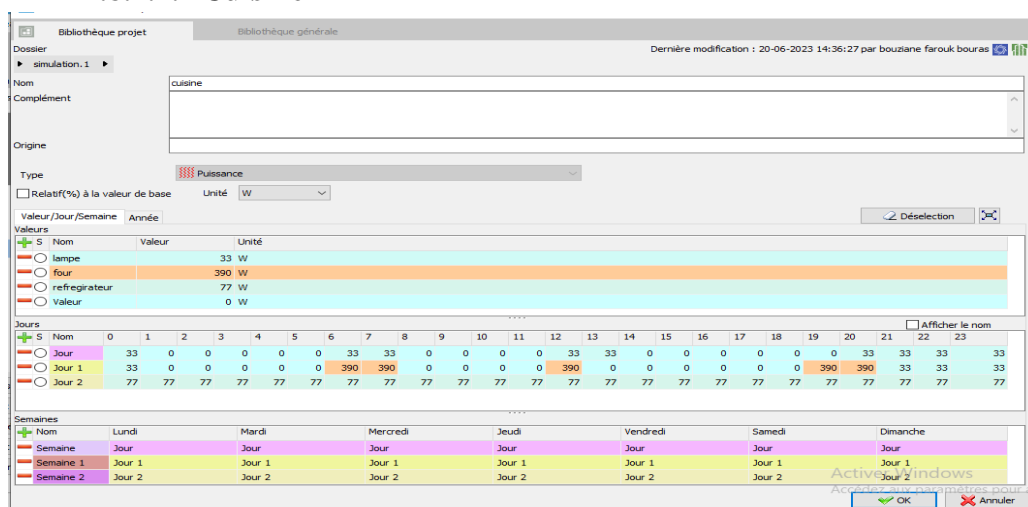 Bibliothèque projet Bibliothèque générale
Dossier Dernière modification : 20-06-2023 14:36:27 par bouziane farouk bouras
simulation.1
Nom cuisine
Complément
Origine
Type Puissance
Relatif(%) à la valeur de base Unité W
Valeur/Jour/Semaine Année Déselection
Valeurs
S Nom Valeur Unité
lampe 33 W
four 390 W
refregirateur 77 W
Valeur 0 W
Jours Afficher le nom
S Nom 0 1 2 3 4 5 6 7 8 9 10 11 12 13 14 15 16 17 18 19 20 21 22 23
Jour 33 0 0 0 0 0 33 33 0 0 0 0 33 33 0 0 0 0 0 0 33 33 33 33
Jour 1 33 0 0 0 0 0 390 390 0 0 0 0 390 0 0 0 0 0 0 390 390 33 33 33
Jour 2 77 77 77 77 77 77 77 77 77 77 77 77 77 77 77 77 77 77 77 77 77 77 77 77
Semaines
Nom Lundi Mardi Mercredi Jeudi Vendredi Samedi Dimanche
Semaine Jour Jour Jour Jour Jour Jour Jour
Semaine 1 Jour 1 Jour 1 Jour 1 Jour 1 Jour 1 Jour 1 Jour 1
Semaine 2 Jour 2 Jour 2 Jour 2 Jour 2 Jour 2 Jour 2 Jour 2
Activer Windows
Accédez aux paramètres pour
OK Annuler